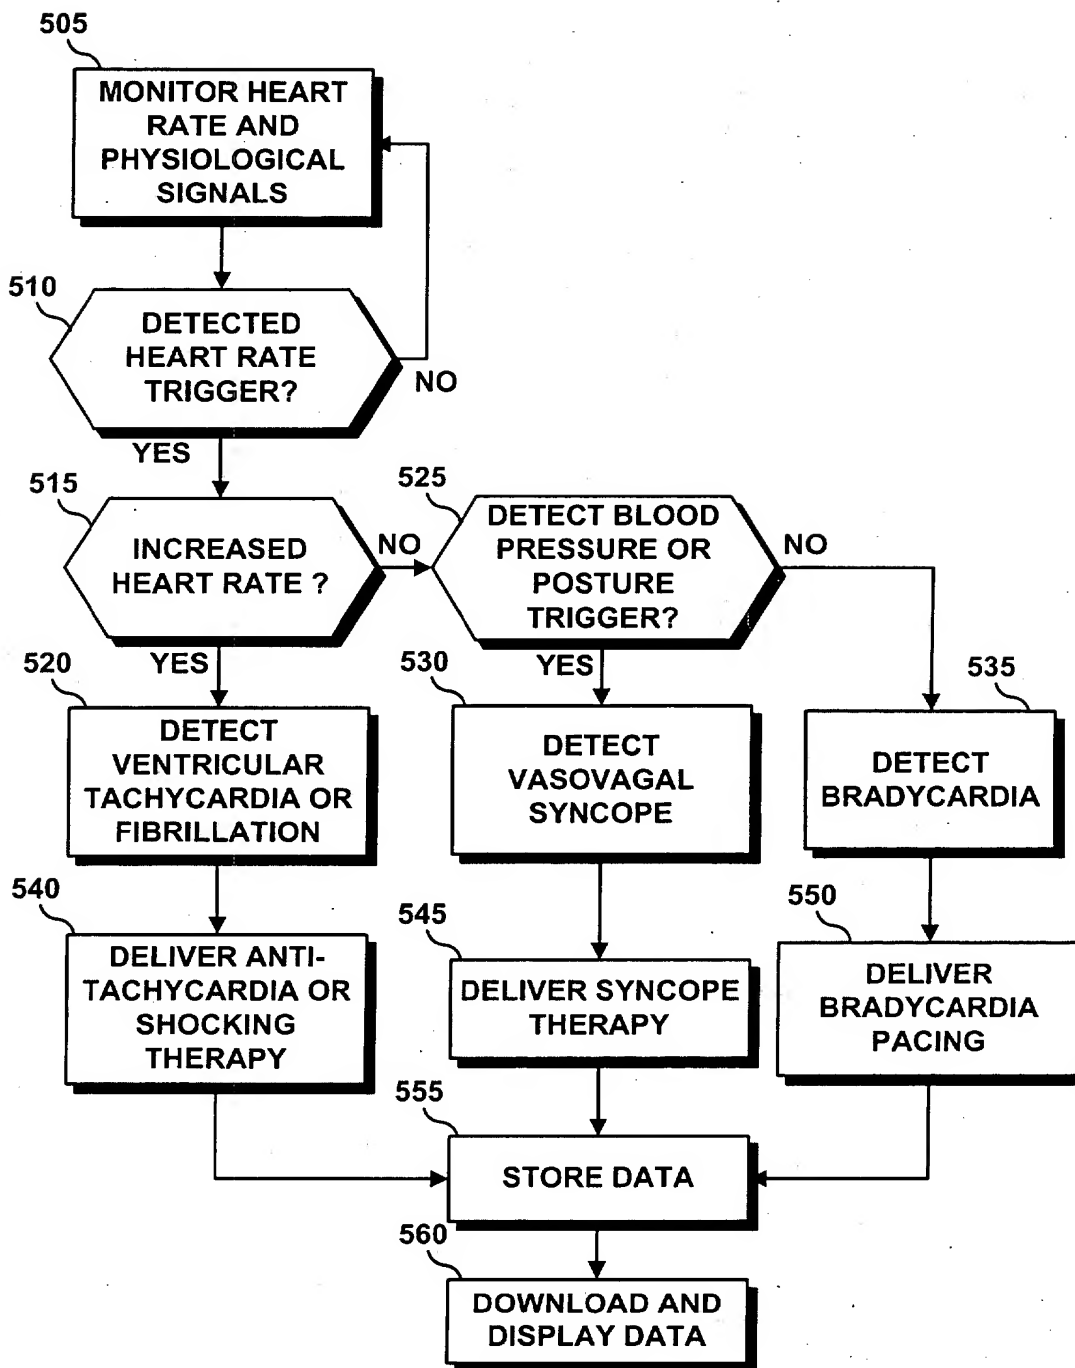 505
MONITOR HEART
RATE AND
PHYSIOLOGICAL
SIGNALS
510
DETECTED
HEART RATE
TRIGGER?
NO
YES
515
INCREASED
HEART RATE ?
NO
525
DETECT BLOOD
PRESSURE OR
POSTURE
TRIGGER?
NO
YES
YES
520
DETECT
VENTRICULAR
TACHYCARDIA OR
FIBRILLATION
530
DETECT
VASOVAGAL
SYNCOPE
535
DETECT
BRADYCARDIA
540
DELIVER ANTI-
TACHYCARDIA OR
SHOCKING
THERAPY
545
DELIVER SYNCOPE
THERAPY
550
DELIVER
BRADYCARDIA
PACING
555
STORE DATA
560
DOWNLOAD AND
DISPLAY DATA